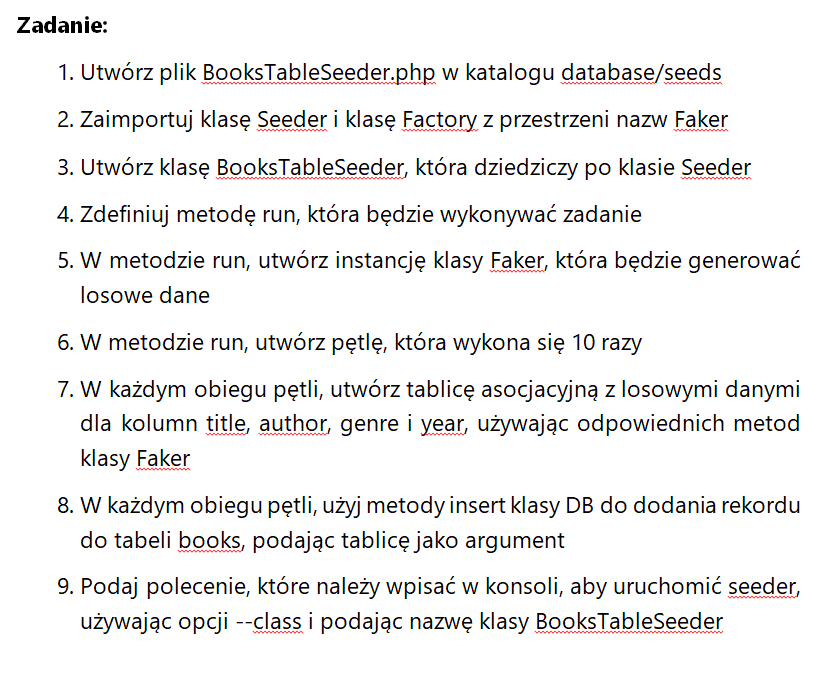 Zadanie:
1. Utwórz plik BooksTableSeeder.php w katalogu database/seeds
2. Zaimportuj klasę Seeder i klasę Factory z przestrzeni nazw Faker
3. Utwórz klasę BooksTableSeeder, która dziedziczy po klasie Seeder
4. Zdefiniuj metodę run, która będzie wykonywać zadanie
5. W metodzie run, utwórz instancję klasy Faker, która będzie generować
losowe dane
6. W metodzie run, utwórz pętlę, która wykona się 10 razy
7. W każdym obiegu pętli, utwórz tablicę asocjacyjną z losowymi danymi
dla kolumn title, author, genre i year, używając odpowiednich metod
klasy Faker
8. W każdym obiegu pętli, użyj metody insert klasy DB do dodania rekordu
do tabeli books, podając tablicę jako argument
9. Podaj polecenie, które należy wpisać w konsoli, aby uruchomić seeder,
używając opcji --class i podając nazwę klasy BooksTableSeeder